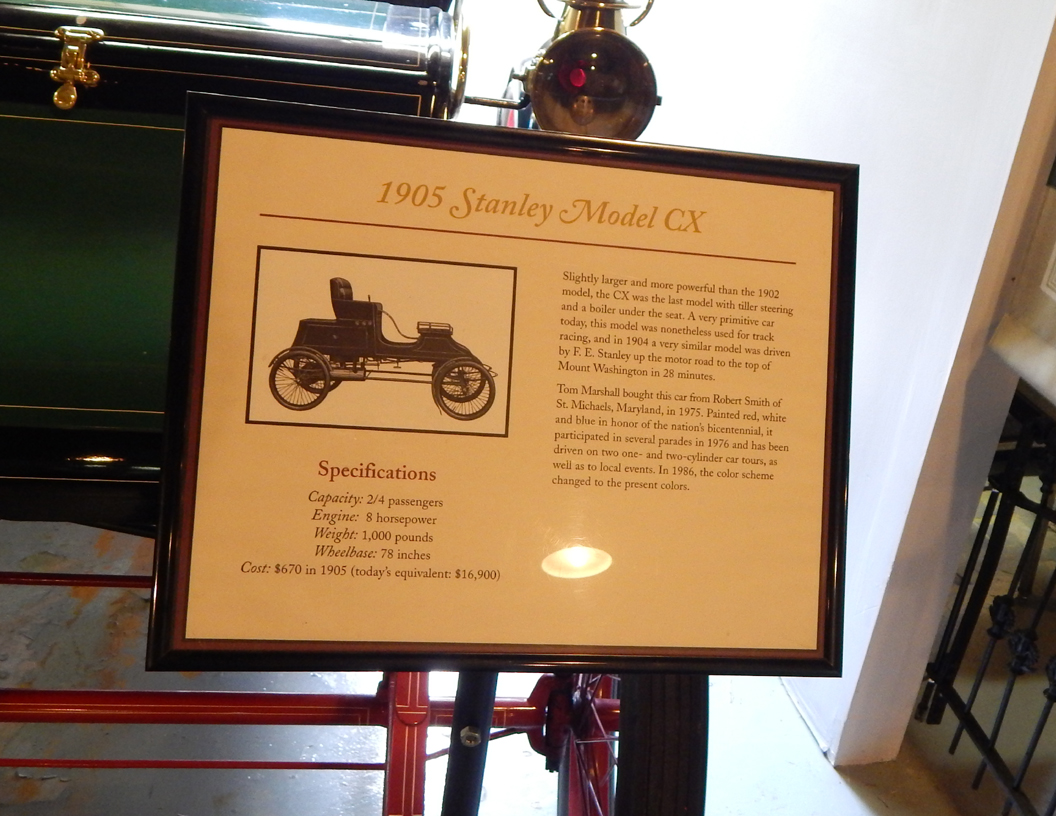 1905 Stanley Model CX
Slightly larger and more powerful than the 1902
model, the CX was the last model with tiller steering
and a boiler under the seat. A very primitive car
today, this model was nonetheless used for track
racing, and in 1904 a very similar model was driven
by F. E. Stanley up the motor road to the top of
Mount Washington in 28 minutes.
Tom Marshall bought this car from Robert Smith of
St. Michaels, Maryland, in 1975. Painted red, white
and blue in honor of the nation's bicentennial, it
participated in several parades in 1976 and has been
driven on two one- and two-cylinder car tours, as
well as to local events. In 1986, the color scheme
changed to the present colors.
Specifications
Capacity: 2/4 passengers
Engine: 8 horsepower
Weight: 1,000 pounds
Wheelbase: 78 inches
Cost: $670 in 1905 (today's equivalent: $16,900)